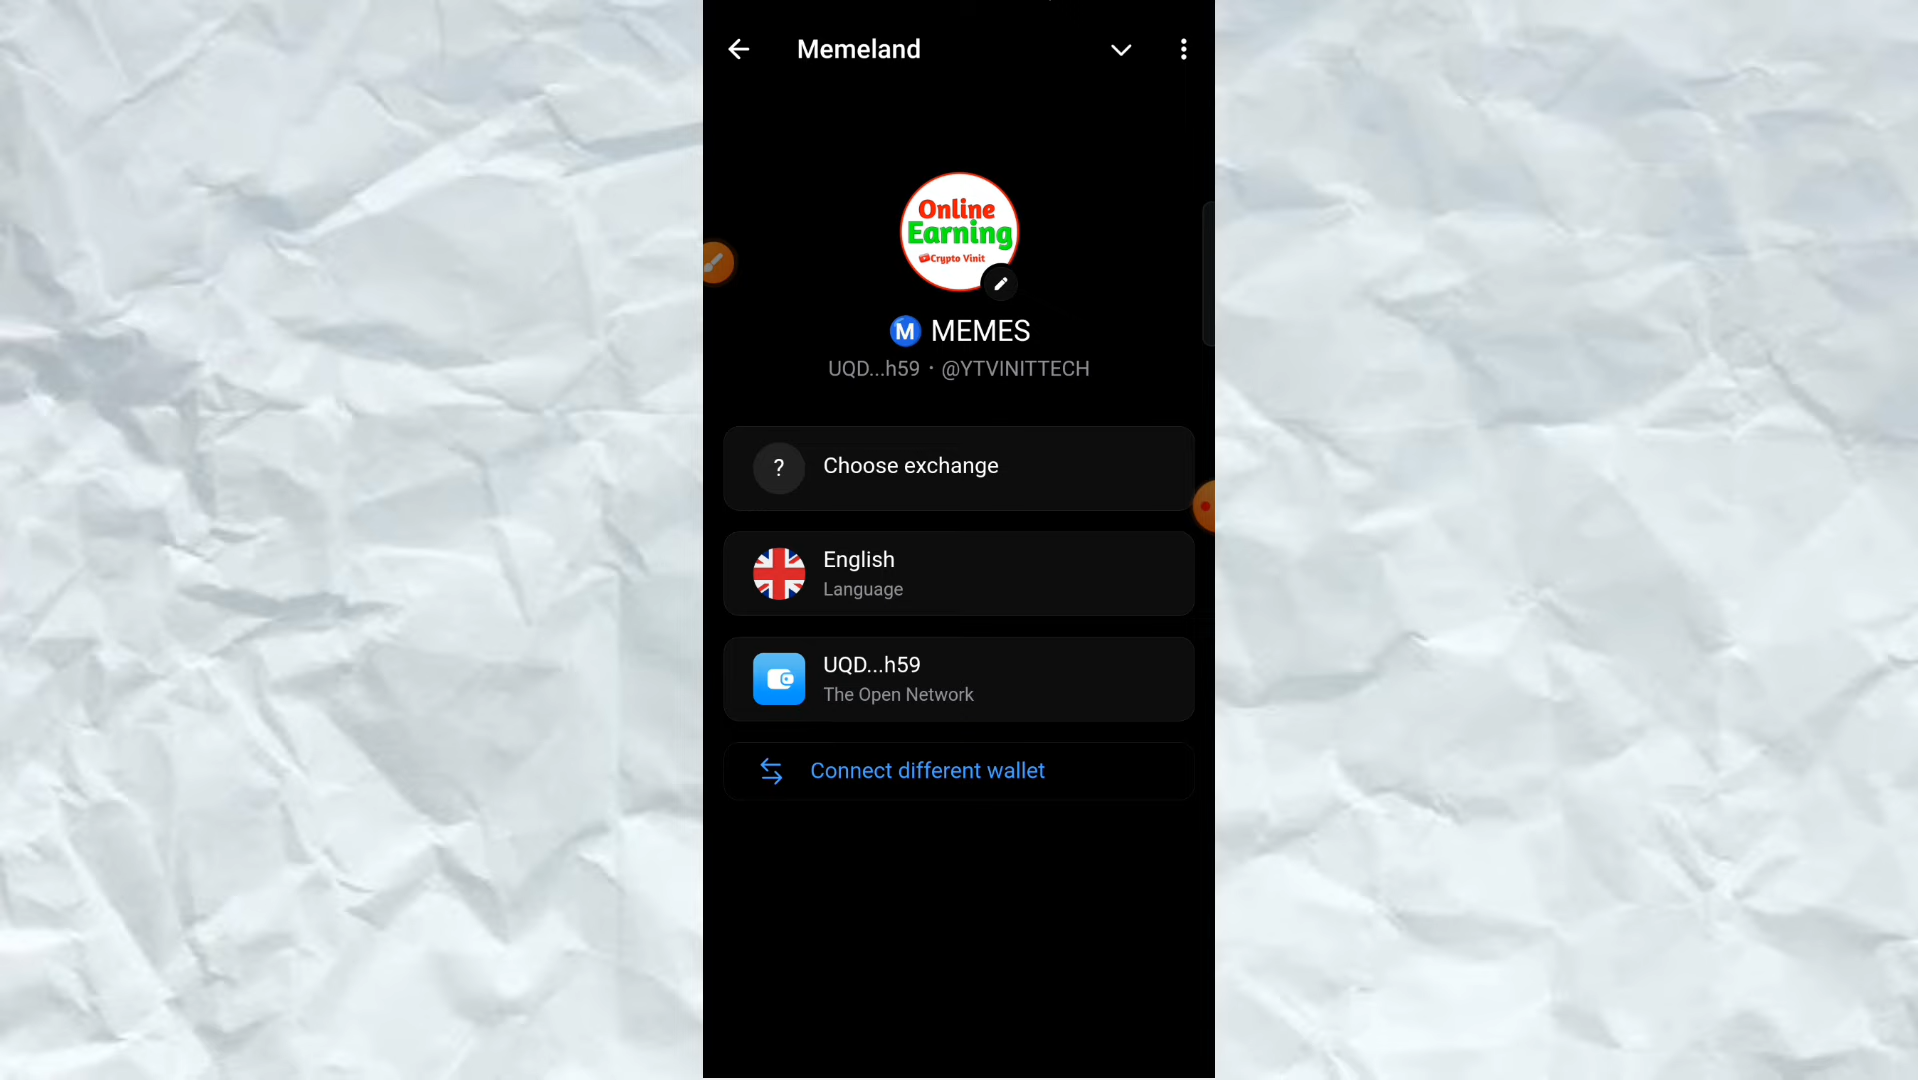 Memeland
Online
Earning
Crypto Vinit
Ⓜ️ MEMES
UQD...h59 · @YTVINITTECH
? Choose exchange
English
Language
UQD...h59
The Open Network
Connect different wallet